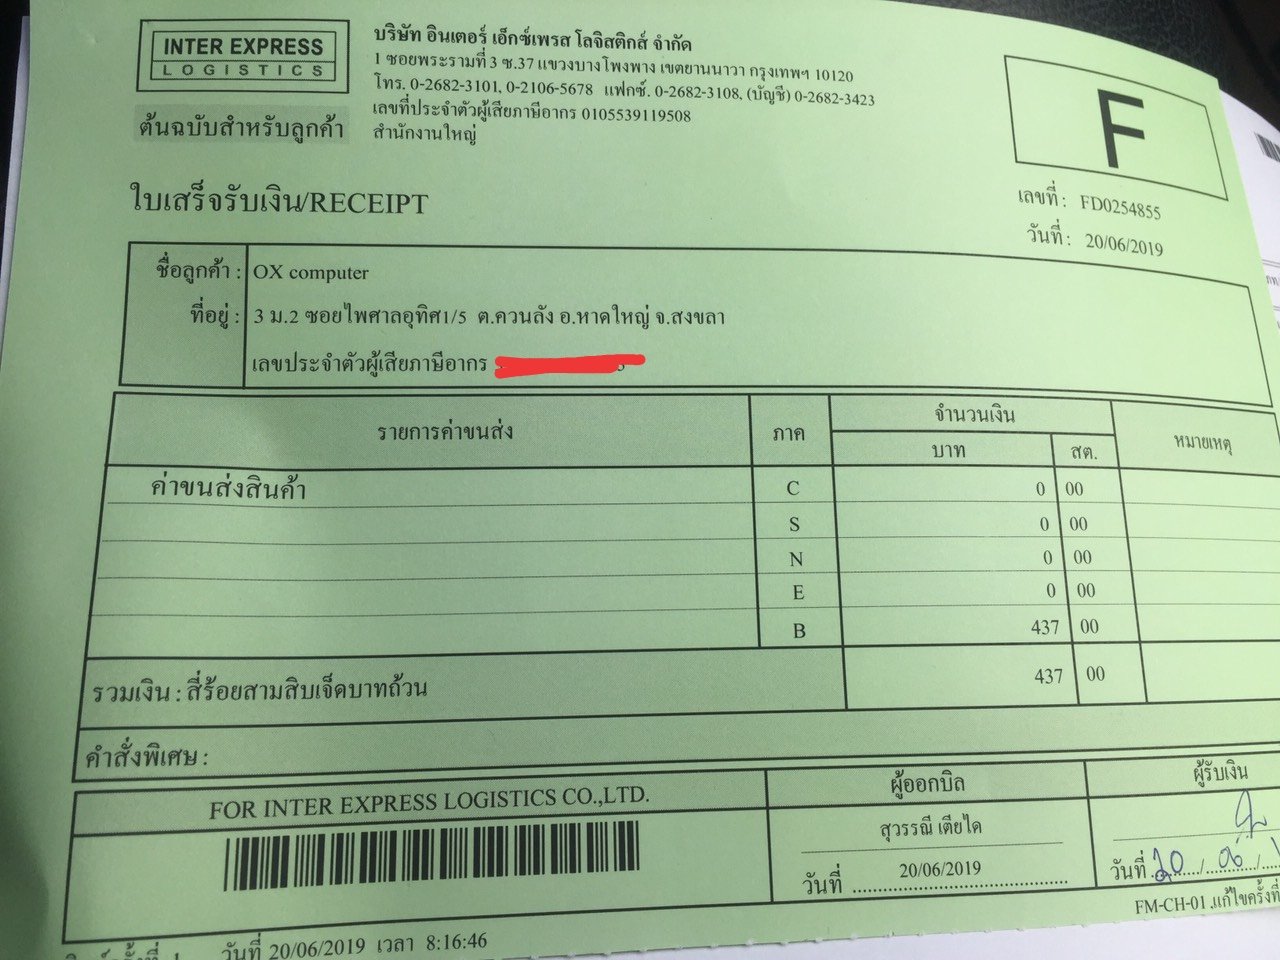 INTER EXPRESS
LOGISTICS
ต้นฉบับสำหรับลูกค้า
บริษัท อินเตอร์ เอ็กซ์เพรส โลจิสติกส์ จำกัด
1 ซอยพระรามที่ 3 ซ.37 แขวงบางโพงพาง เขตยานนาวา กรุงเทพฯ 10120
โทร. 0-2682-3101, 0-2106-5678 แฟกซ์. 0-2682-3108, (บัญชี) 0-2682-3423
เลขที่ประจำตัวผู้เสียภาษีอากร 0105539119508
สำนักงานใหญ่
F
ใบเสร็จรับเงิน/RECEIPT
เลขที่ : FD0254855
วันที่ : 20/06/2019
ชื่อลูกค้า : OX computer
ที่อยู่ : 3 ม.2 ซอยไพศาลอุทิศ1/5 ต.ควนลัง อ.หาดใหญ่ จ.สงขลา
เลขประจำตัวผู้เสียภาษีอากร
รายการค่าขนส่ง ภาค จำนวนเงิน หมายเหตุ
บาท สต.
ค่าขนส่งสินค้า C 0 00
S 0 00
N 0 00
E 0 00
B 437 00
รวมเงิน : สี่ร้อยสามสิบเจ็ดบาทถ้วน 437 00
คำสั่งพิเศษ :
FOR INTER EXPRESS LOGISTICS CO.,LTD.
ผู้ออกบิล
สุวรรณี เตียได
วันที่ 20/06/2019
ผู้รับเงิน
วันที่ 20/06/
FM-CH-01 ,แก้ไขครั้งที่
วันที่ 20/06/2019 เวลา 8:16:46